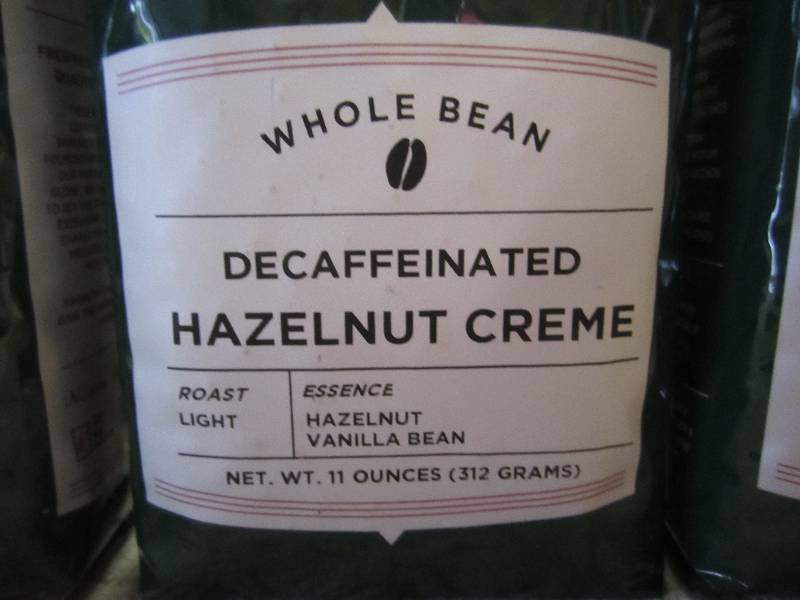 WHOLE BEAN
DECAFFEINATED
HAZELNUT CREME
ROAST
LIGHT
ESSENCE
HAZELNUT
VANILLA BEAN
NET. WT. 11 OUNCES (312 GRAMS)